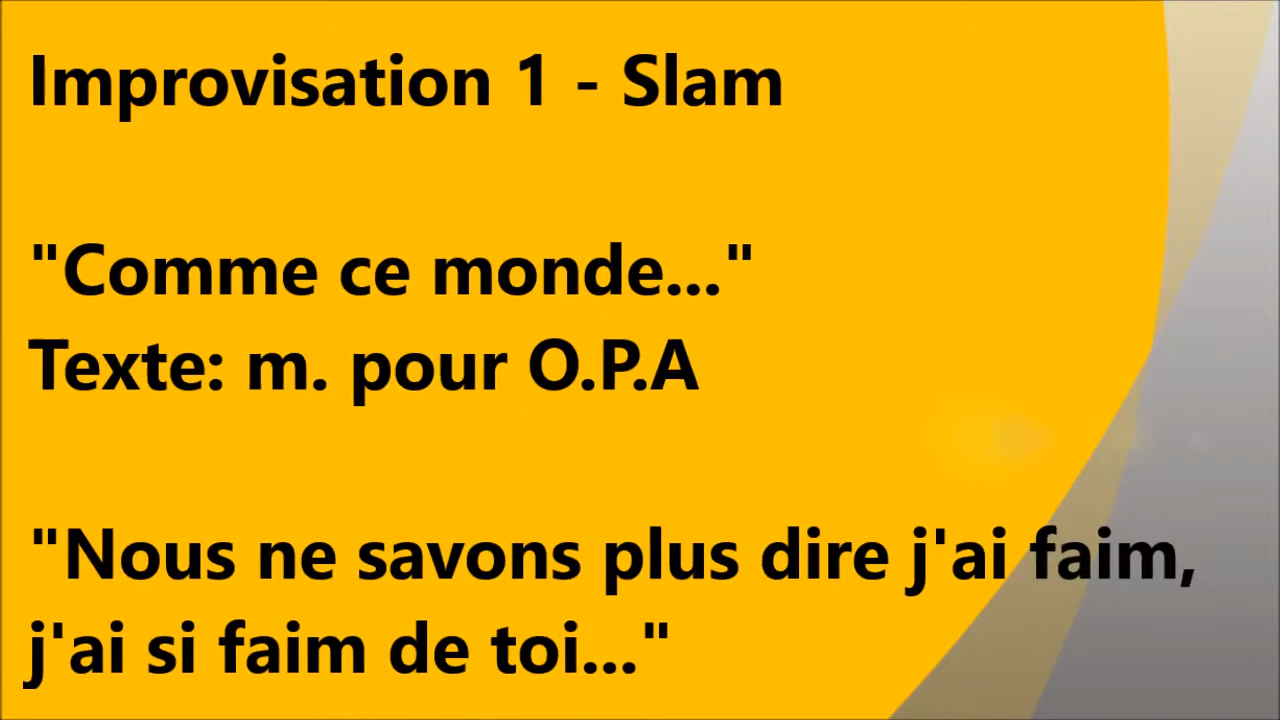 Improvisation 1 - Slam
"Comme ce monde..."
Texte: m. pour O.P.A
"Nous ne savons plus dire j'ai faim,
j'ai si faim de toi..."